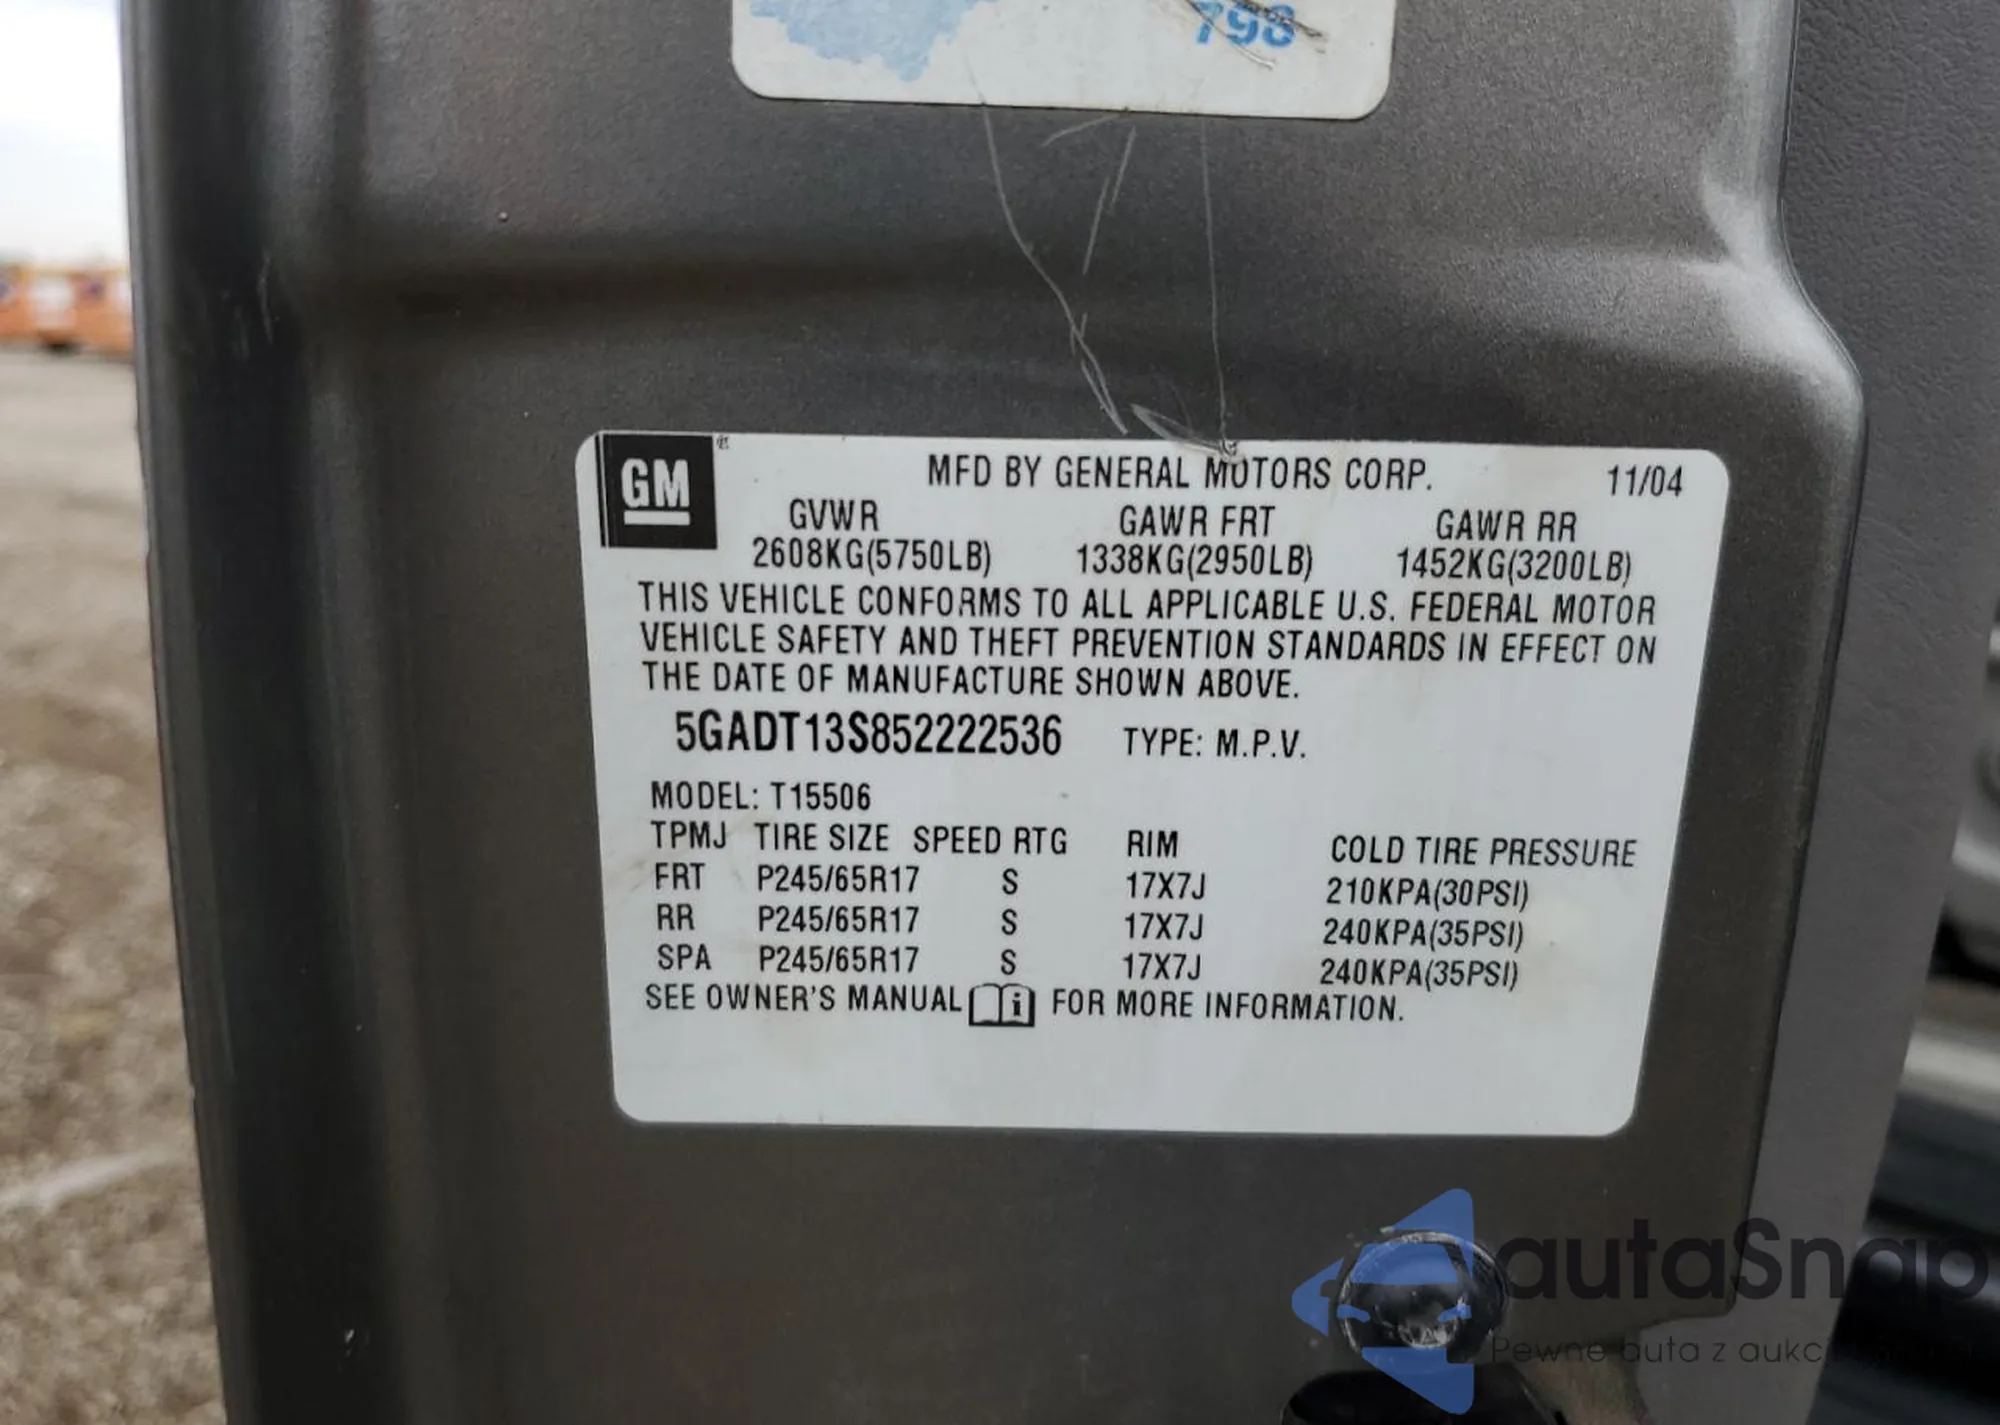 798
GM
MFD BY GENERAL MOTORS CORP. 11/04
GVWR GAWR FRT GAWR RR
2608KG(5750LB) 1338KG(2950LB) 1452KG(3200LB)
THIS VEHICLE CONFORMS TO ALL APPLICABLE U.S. FEDERAL MOTOR
VEHICLE SAFETY AND THEFT PREVENTION STANDARDS IN EFFECT ON
THE DATE OF MANUFACTURE SHOWN ABOVE.
5GADT13S852222536 TYPE: M.P.V.
MODEL: T15506
TPMJ TIRE SIZE SPEED RTG RIM COLD TIRE PRESSURE
FRT P245/65R17 S 17X7J 210KPA(30PSI)
RR P245/65R17 S 17X7J 240KPA(35PSI)
SPA P245/65R17 S 17X7J 240KPA(35PSI)
SEE OWNER'S MANUAL i FOR MORE INFORMATION.
autaSnap
Pewne auta z